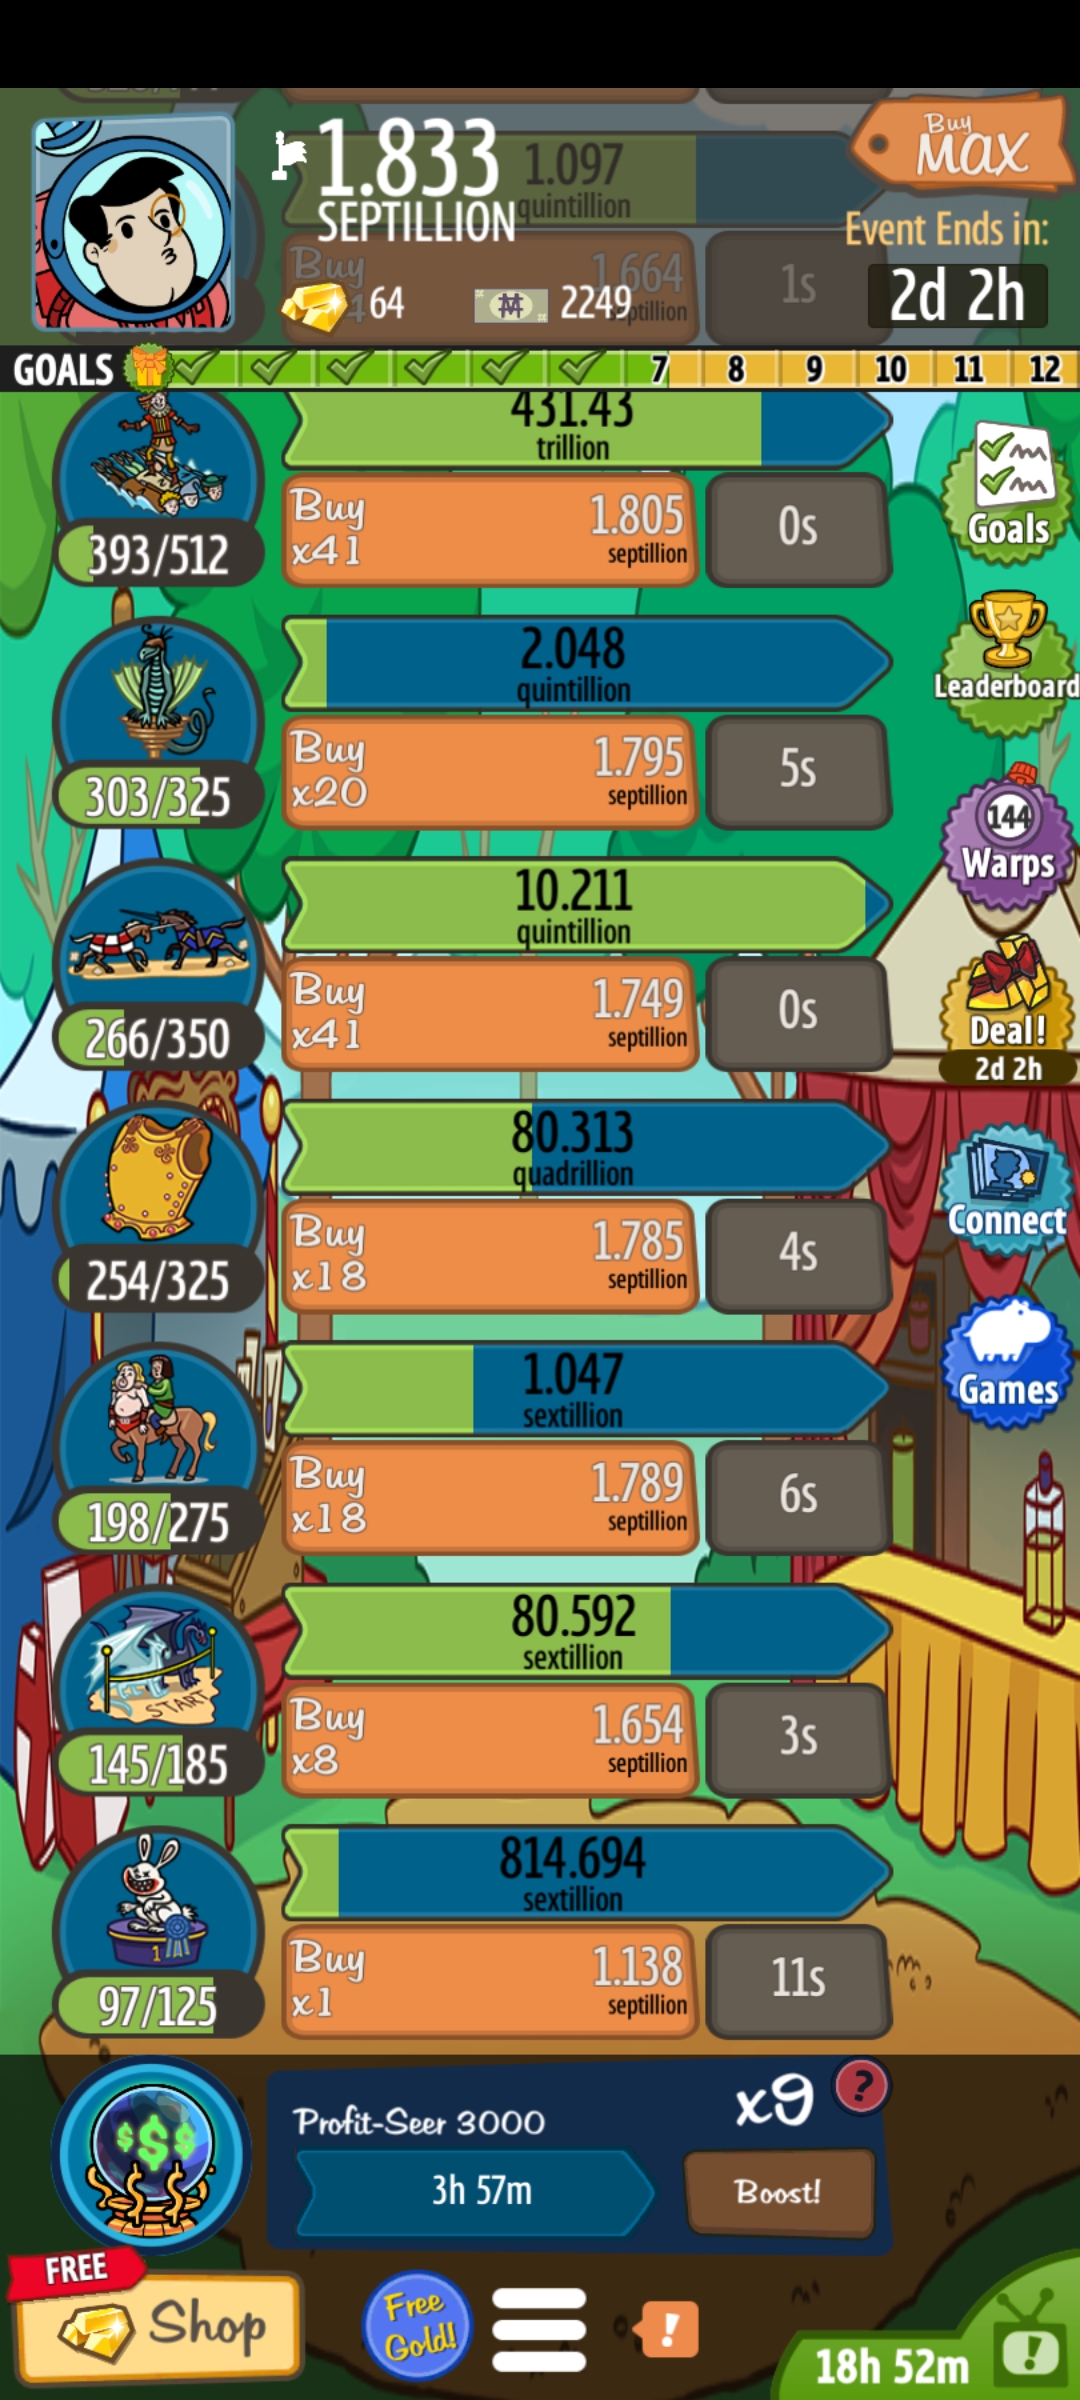 1.833
SEPTILLION
1.097
quintillion
Buy
MAX
Event Ends in:
2d 2h
Buy
1.664
septillion
1s
64
2249
GOALS
7
8
9
10
11
12
431.43
trillion
393/512
Buy
x41
1.805
septillion
0s
Goals
2.048
quintillion
303/325
Buy
x20
1.795
septillion
5s
Leaderboard
10.211
quintillion
266/350
Buy
x41
1.749
septillion
0s
144
Warps
Deal!
2d 2h
80.313
quadrillion
254/325
Buy
x18
1.785
septillion
4s
Connect
1.047
sextillion
198/275
Buy
x18
1.789
septillion
6s
Games
80.592
sextillion
START
145/185
Buy
x8
1.654
septillion
3s
814.694
sextillion
1
97/125
Buy
x1
1.138
septillion
11s
$$$
Profit-Seer 3000
x9
?
3h 57m
Boost!
FREE
Shop
Free
Gold!
!
18h 52m
!